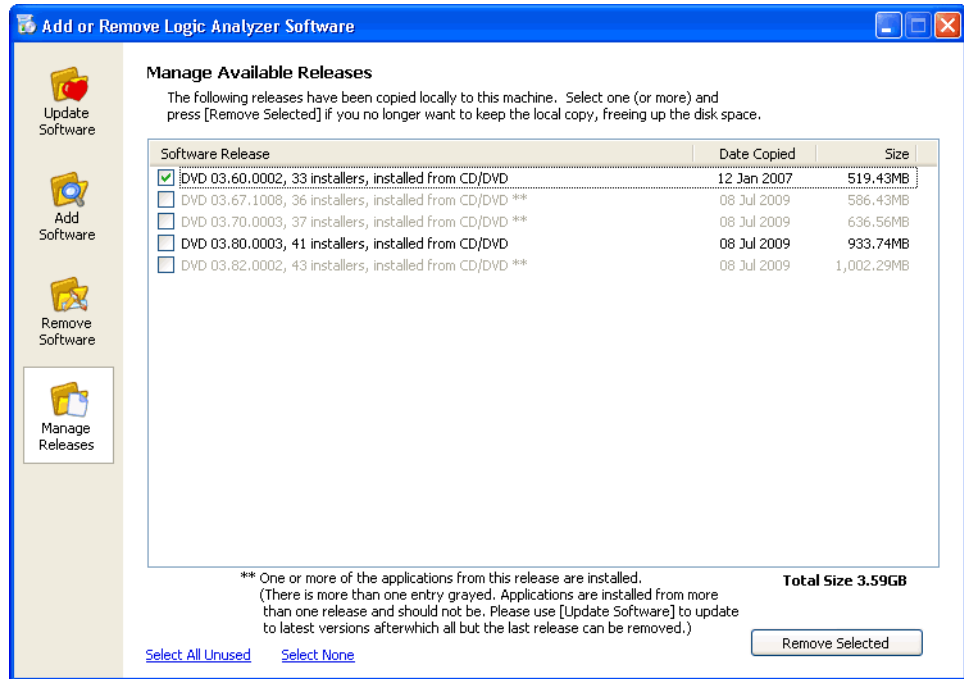 Add or Remove Logic Analyzer Software
Update
Software
Add
Software
Remove
Software
Manage
Releases
Manage Available Releases
The following releases have been copied locally to this machine.  Select one (or more) and
press [Remove Selected] if you no longer want to keep the local copy, freeing up the disk space.
Software Release Date Copied Size
DVD 03.60.0002, 33 installers, installed from CD/DVD 12 Jan 2007 519.43MB
DVD 03.67.1008, 36 installers, installed from CD/DVD ** 08 Jul 2009 586.43MB
DVD 03.70.0003, 37 installers, installed from CD/DVD ** 08 Jul 2009 636.56MB
DVD 03.80.0003, 41 installers, installed from CD/DVD 08 Jul 2009 933.74MB
DVD 03.82.0002, 43 installers, installed from CD/DVD ** 08 Jul 2009 1,002.29MB
** One or more of the applications from this release are installed.
(There is more than one entry grayed. Applications are installed from more
than one release and should not be. Please use [Update Software] to update
to latest versions afterwhich all but the last release can be removed.)
Total Size 3.59GB
Remove Selected
Select All Unused
Select None